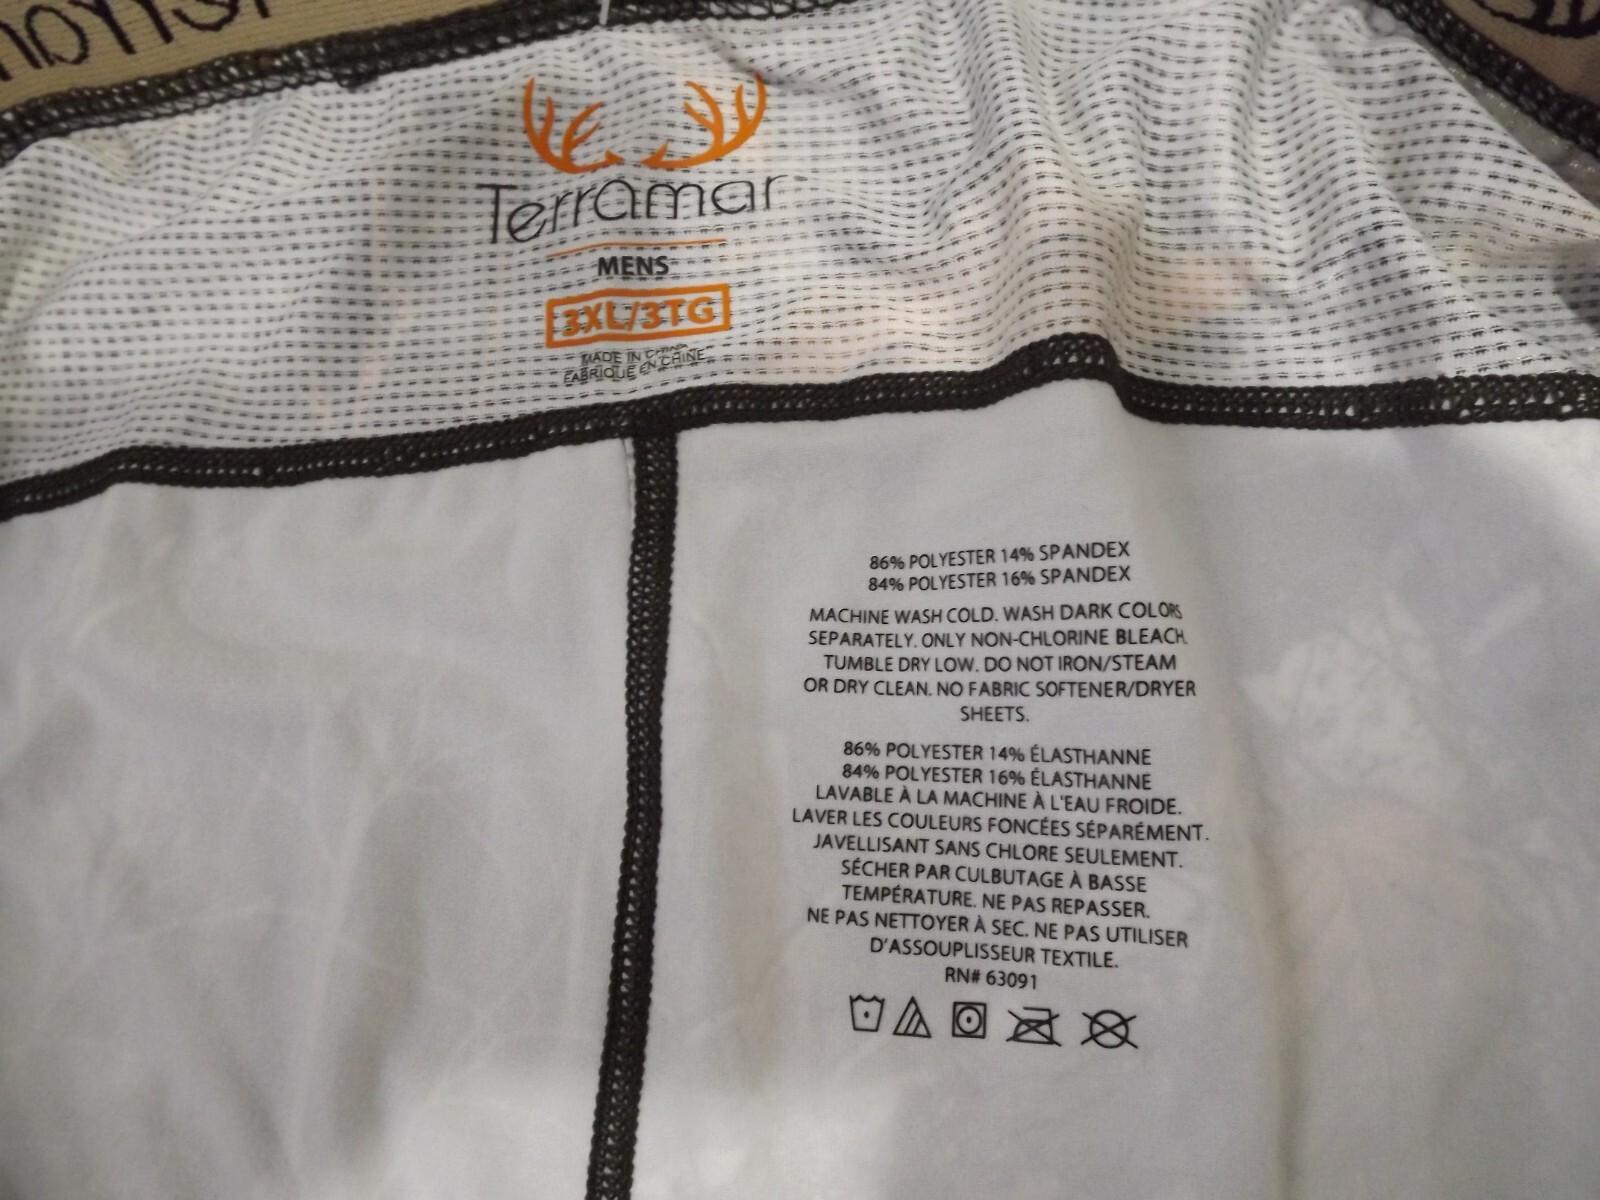 Terramar
MENS
3XL/3TG
MADE IN CHINA
FABRIQUE EN CHINE
86% POLYESTER 14% SPANDEX
84% POLYESTER 16% SPANDEX
MACHINE WASH COLD. WASH DARK COLORS
SEPARATELY. ONLY NON-CHLORINE BLEACH.
TUMBLE DRY LOW. DO NOT IRON/STEAM
OR DRY CLEAN. NO FABRIC SOFTENER/DRYER
SHEETS.
86% POLYESTER 14% ÉLASTHANNE
84% POLYESTER 16% ÉLASTHANNE
LAVABLE À LA MACHINE À L'EAU FROIDE.
LAVER LES COULEURS FONCÉES SÉPARÉMENT.
JAVELLISANT SANS CHLORE SEULEMENT.
SÉCHER PAR CULBUTAGE À BASSE
TEMPÉRATURE. NE PAS REPASSER.
NE PAS NETTOYER À SEC. NE PAS UTILISER
D'ASSOUPLISSEUR TEXTILE.
RN# 63091